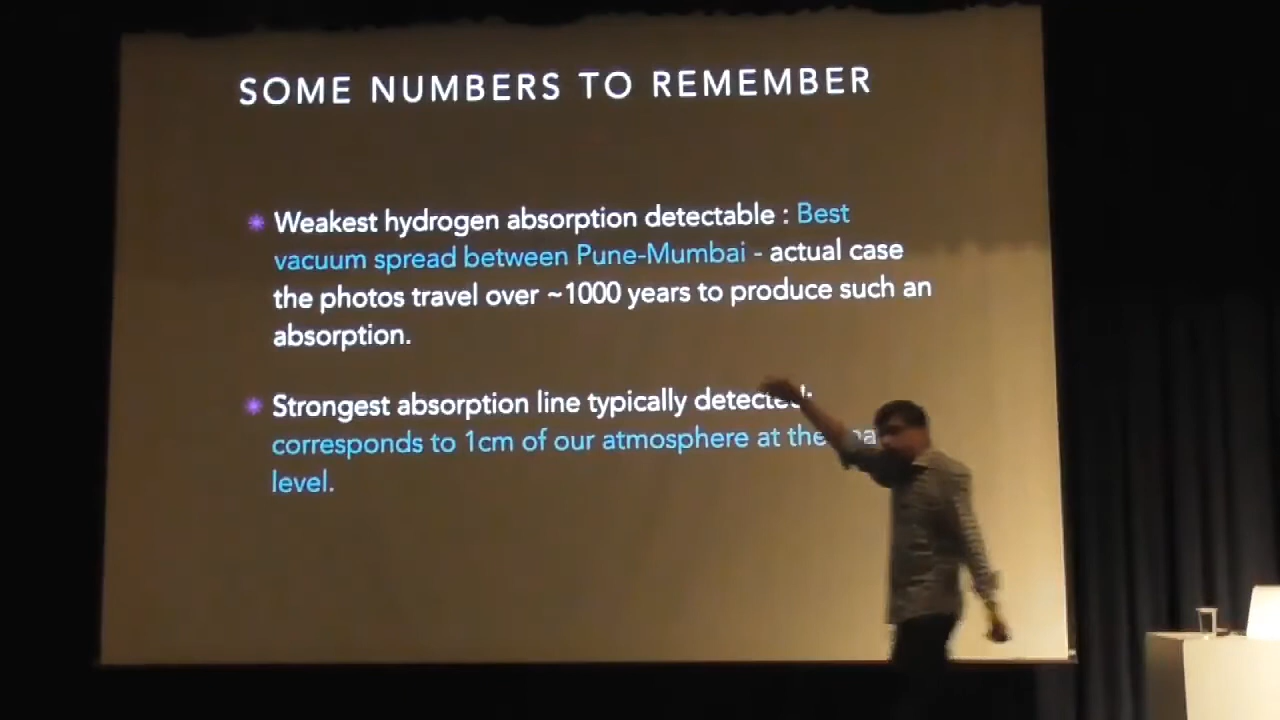 SOME NUMBERS TO REMEMBER
Weakest hydrogen absorption detectable : Best
vacuum spread between Pune-Mumbai - actual case
the photos travel over ~1000 years to produce such an
absorption.
Strongest absorption line typically detected:
corresponds to 1cm of our atmosphere at the
level.